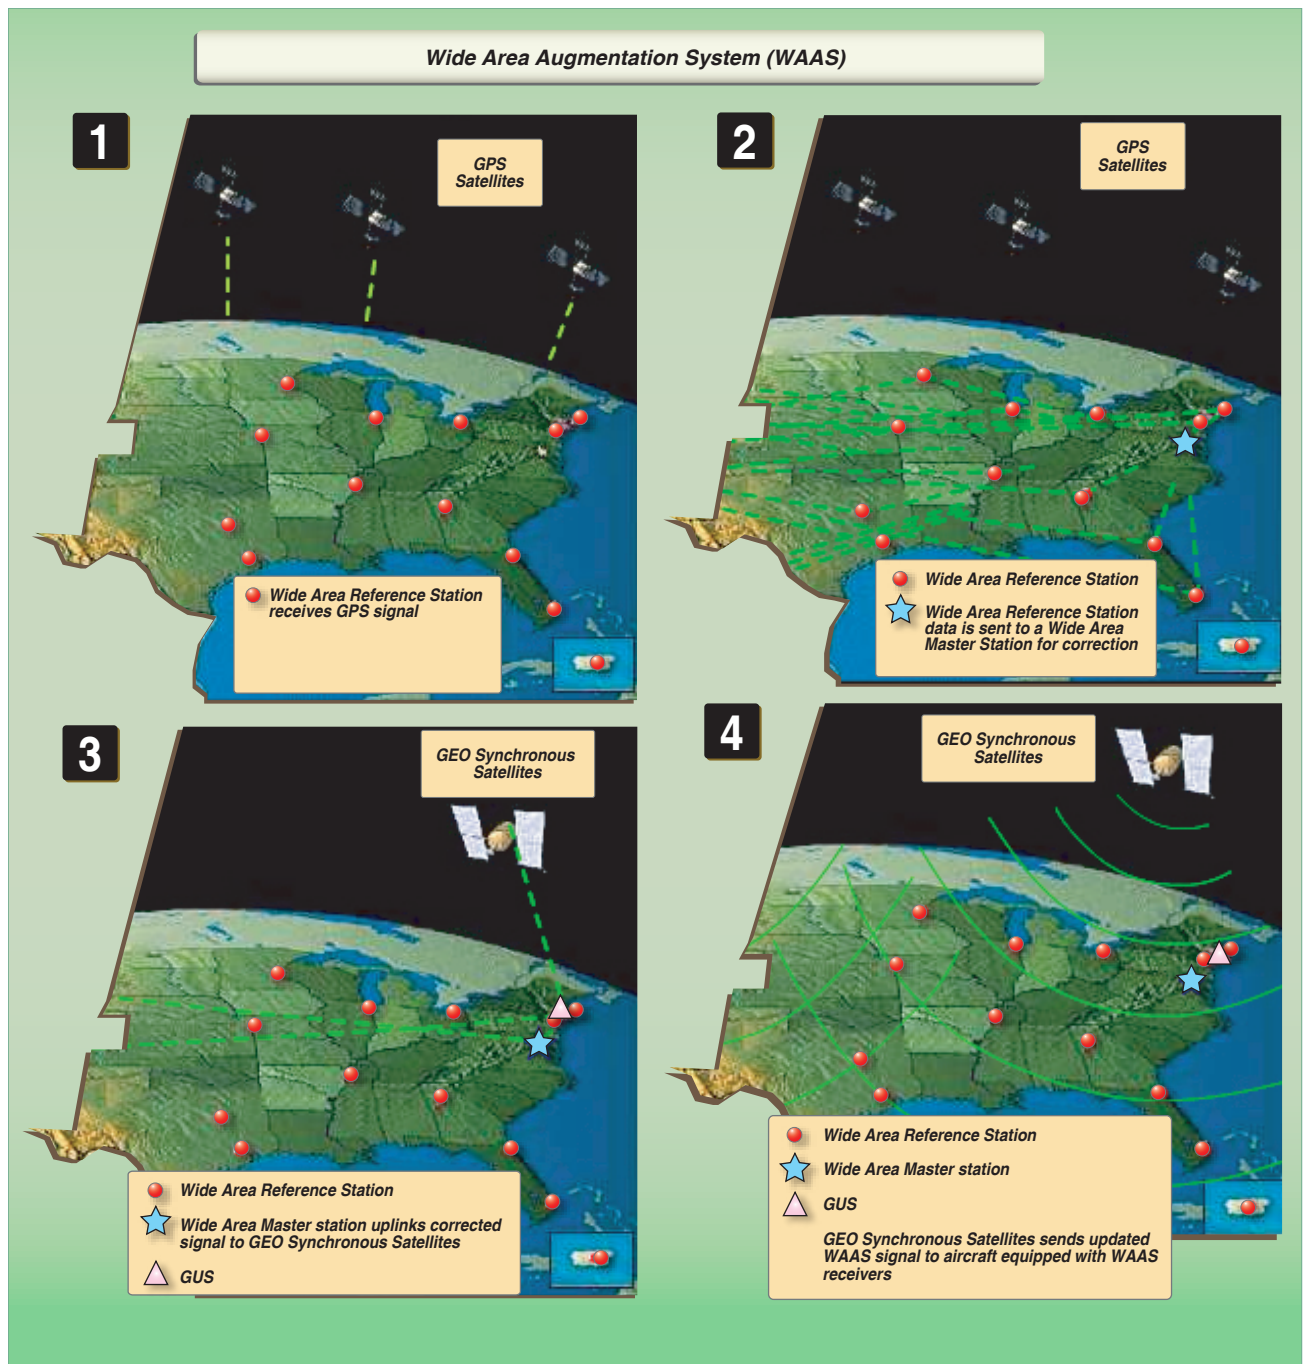 Wide Area Augmentation System (WAAS)
1
GPS
Satellites
Wide Area Reference Station
receives GPS signal
2
GPS
Satellites
Wide Area Reference Station
Wide Area Reference Station
data is sent to a Wide Area
Master Station for correction
3
GEO Synchronous
Satellites
Wide Area Reference Station
Wide Area Master station uplinks corrected
signal to GEO Synchronous Satellites
GUS
4
GEO Synchronous
Satellites
Wide Area Reference Station
Wide Area Master station
GUS
GEO Synchronous Satellites sends updated
WAAS signal to aircraft equipped with WAAS
receivers